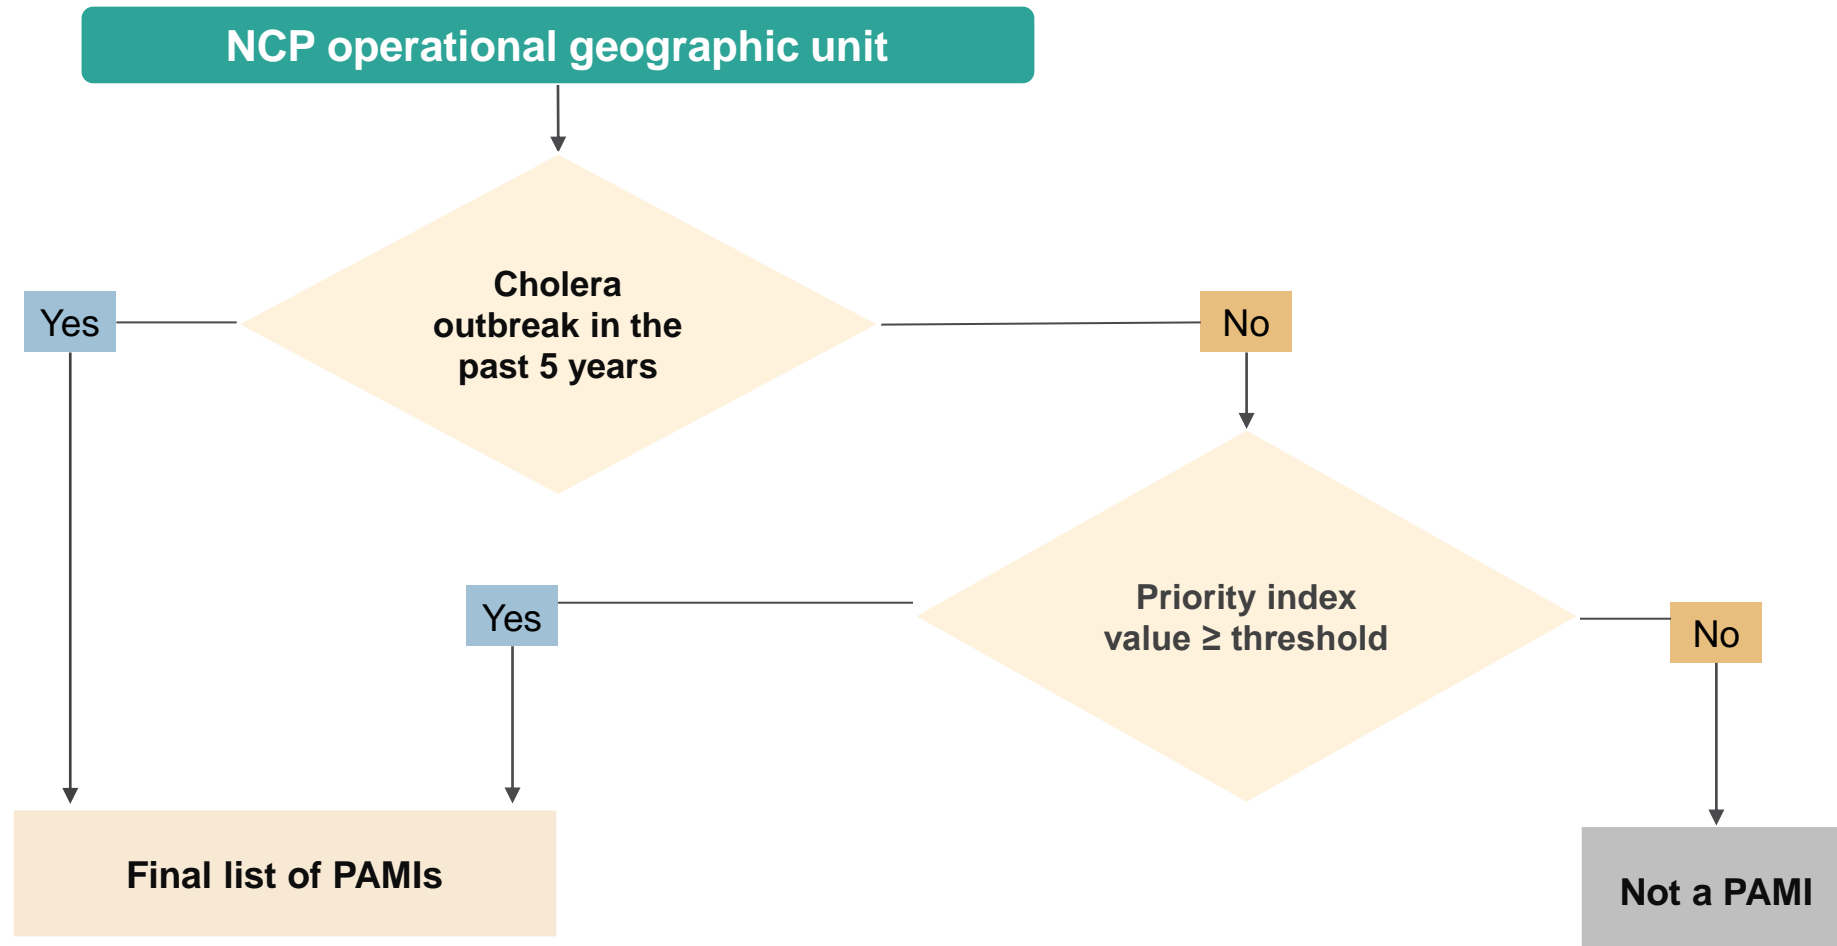 NCP operational geographic unit
Cholera
outbreak in the
past 5 years
Yes
No
Priority index
value ≥ threshold
Yes
No
Final list of PAMIs
Not a PAMI